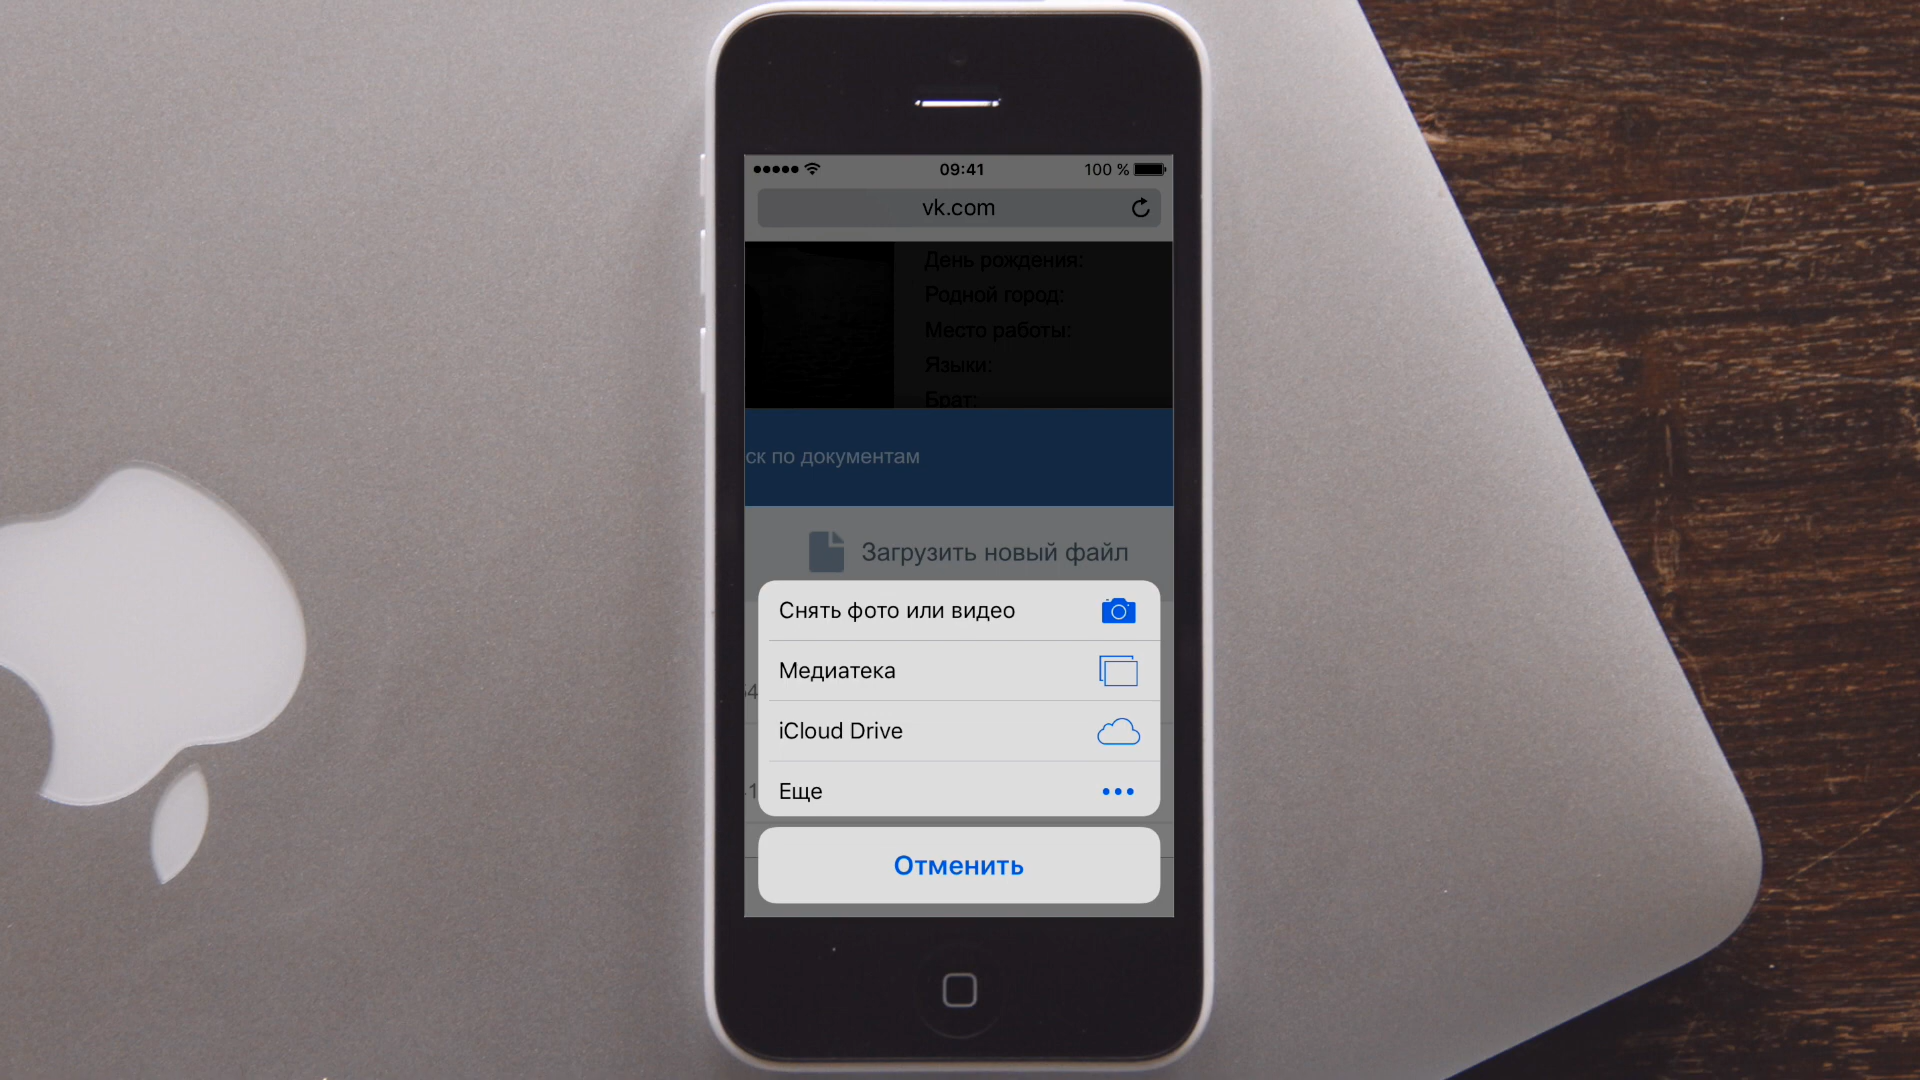 09:41
100 %
vk.com
День рождения:
Родной город:
Место работы:
Языки:
Брат:
ск по документам
Загрузить новый файл
Снять фото или видео
Медиатека
iCloud Drive
Еще
Отменить